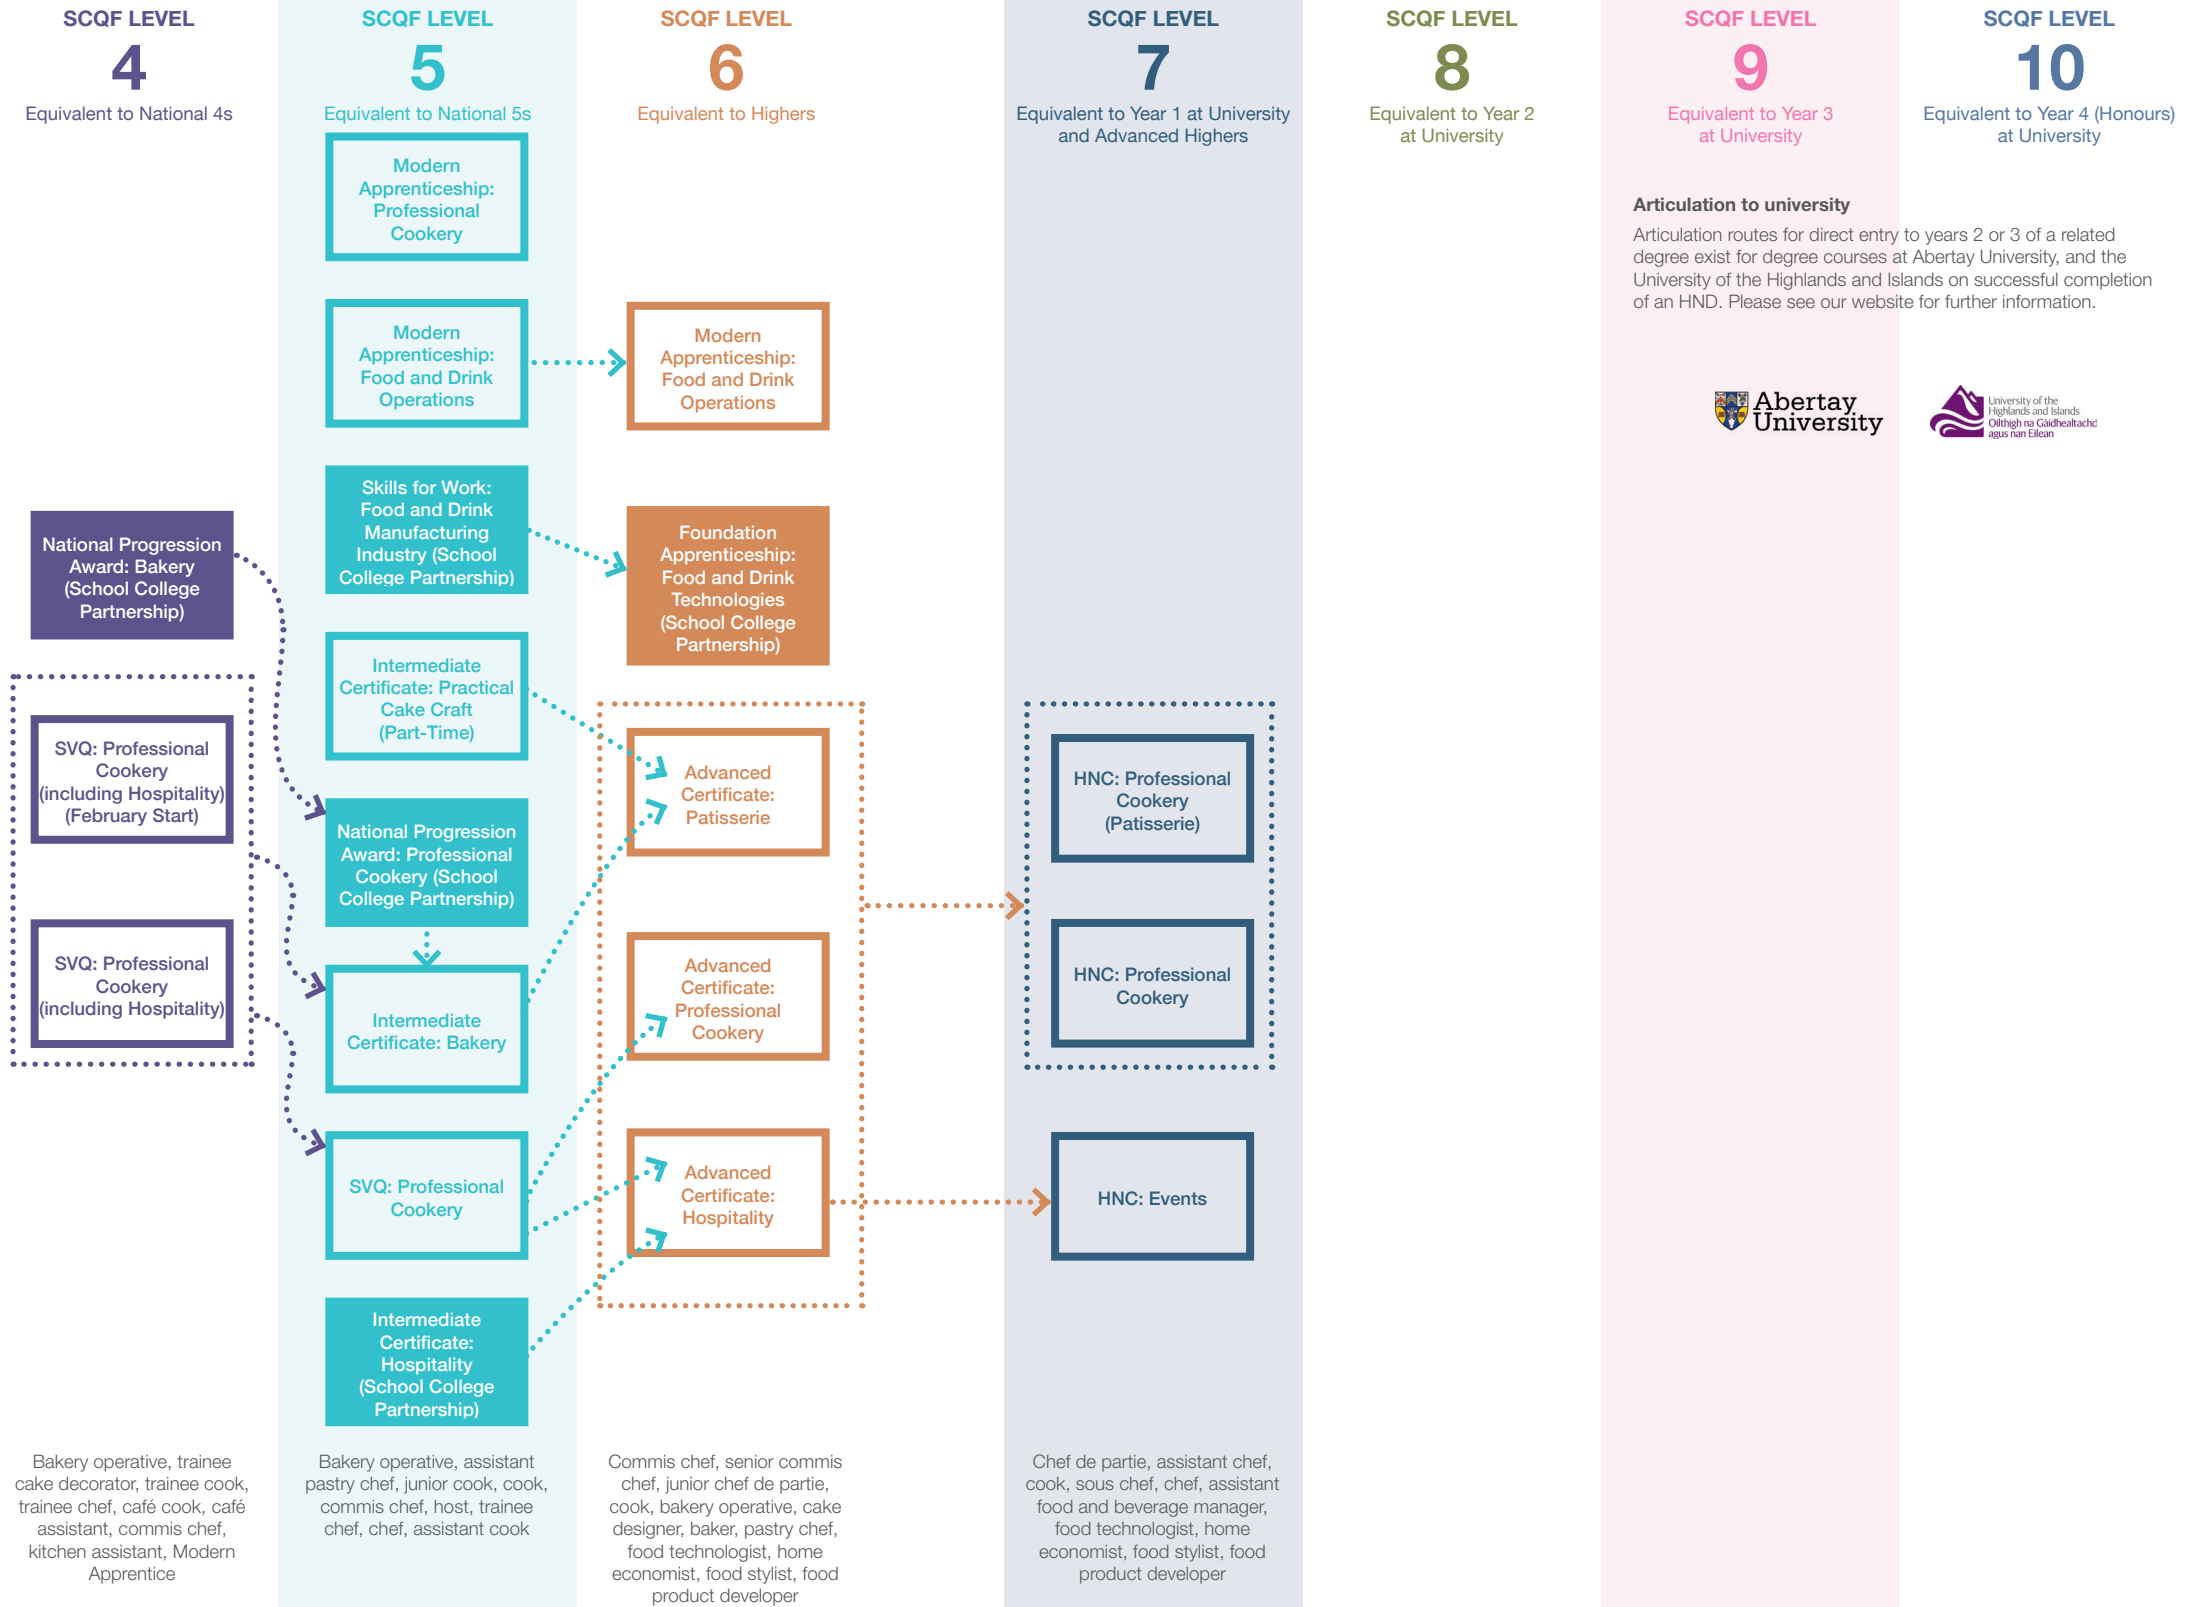 SCQF LEVEL
4
Equivalent to National 4s
National Progression
Award: Bakery
(School College
Partnership)
SVQ: Professional
Cookery
(including Hospitality)
(February Start)
SVQ: Professional
Cookery
(including Hospitality)
Bakery operative, trainee
cake decorator, trainee cook,
trainee chef, café cook, café
assistant, commis chef,
kitchen assistant, Modern
Apprentice
SCQF LEVEL
5
Equivalent to National 5s
Modern
Apprenticeship:
Professional
Cookery
Modern
Apprenticeship:
Food and Drink
Operations
Skills for Work:
Food and Drink
Manufacturing
Industry (School
College Partnership)
Intermediate
Certificate: Practical
Cake Craft
(Part-Time)
National Progression
Award: Professional
Cookery (School
College Partnership)
Intermediate
Certificate: Bakery
SVQ: Professional
Cookery
Intermediate
Certificate:
Hospitality
(School College
Partnership)
Bakery operative, assistant
pastry chef, junior cook, cook,
commis chef, host, trainee
chef, chef, assistant cook
SCQF LEVEL
6
Equivalent to Highers
Modern
Apprenticeship:
Food and Drink
Operations
Foundation
Apprenticeship:
Food and Drink
Technologies
(School College
Partnership)
Advanced
Certificate:
Patisserie
Advanced
Certificate:
Professional
Cookery
Advanced
Certificate:
Hospitality
Commis chef, senior commis
chef, junior chef de partie,
cook, bakery operative, cake
designer, baker, pastry chef,
food technologist, home
economist, food stylist, food
product developer
SCQF LEVEL
7
Equivalent to Year 1 at University
and Advanced Highers
HNC: Professional
Cookery
(Patisserie)
HNC: Professional
Cookery
HNC: Events
Chef de partie, assistant chef,
cook, sous chef, chef, assistant
food and beverage manager,
food technologist, home
economist, food stylist, food
product developer
SCQF LEVEL
8
Equivalent to Year 2
at University
SCQF LEVEL
9
Equivalent to Year 3
at University
SCQF LEVEL
10
Equivalent to Year 4 (Honours)
at University
Articulation to university
Articulation routes for direct entry to years 2 or 3 of a related
degree exist for degree courses at Abertay University, and the
University of the Highlands and Islands on successful completion
of an HND. Please see our website for further information.
Abertay
University
University of the
Highlands and Islands
Oilthigh na Gàidhealtachd
agus nan Eilean